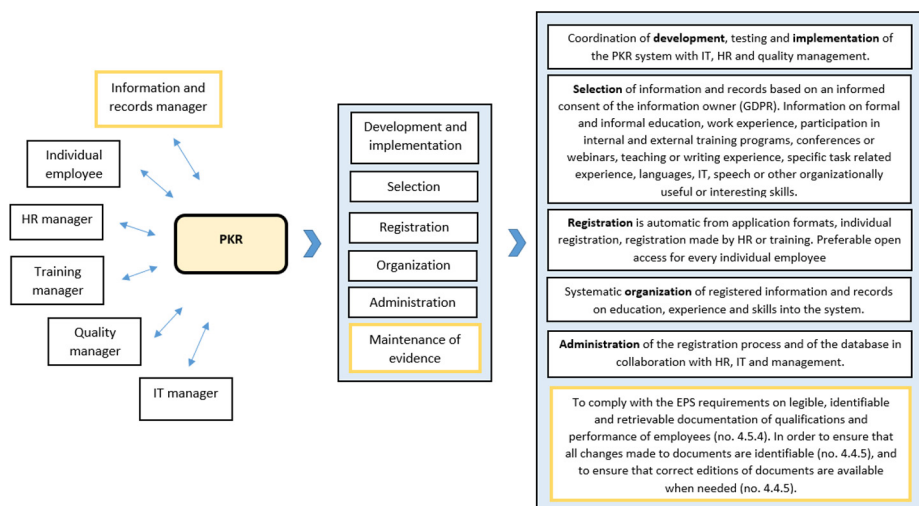 Information and
records manager
Individual
employee
HR manager
Training
manager
Quality
manager
IT manager
PKR
Development and
implementation
Selection
Registration
Organization
Administration
Maintenance of
evidence
Coordination of development, testing and implementation of
the PKR system with IT, HR and quality management.
Selection of information and records based on an informed
consent of the information owner (GDPR). Information on formal
and informal education, work experience, participation in
internal and external training programs, conferences or
webinars, teaching or writing experience, specific task related
experience, languages, IT, speech or other organizationally
useful or interesting skills.
Registration is automatic from application formats, individual
registration, registration made by HR or training. Preferable open
access for every individual employee
Systematic organization of registered information and records
on education, experience and skills into the system.
Administration of the registration process and of the database in
collaboration with HR, IT and management.
To comply with the EPS requirements on legible, identifiable
and retrievable documentation of qualifications and
performance of employees (no. 4.5.4). In order to ensure that
all changes made to documents are identifiable (no. 4.4.5), and
to ensure that correct editions of documents are available
when needed (no. 4.4.5).